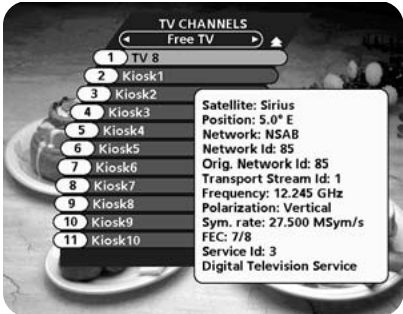 TV CHANNELS
Free TV
1 TV 8
2 Kiosk1
3 Kiosk2
4 Kiosk3
5 Kiosk4
6 Kiosk5
7 Kiosk6
8 Kiosk7
9 Kiosk8
10 Kiosk9
11 Kiosk10
Satellite: Sirius
Position: 5.0° E
Network: NSAB
Network Id: 85
Orig. Network Id: 85
Transport Stream Id: 1
Frequency: 12.245 GHz
Polarization: Vertical
Sym. rate: 27.500 MSym/s
FEC: 7/8
Service Id: 3
Digital Television Service